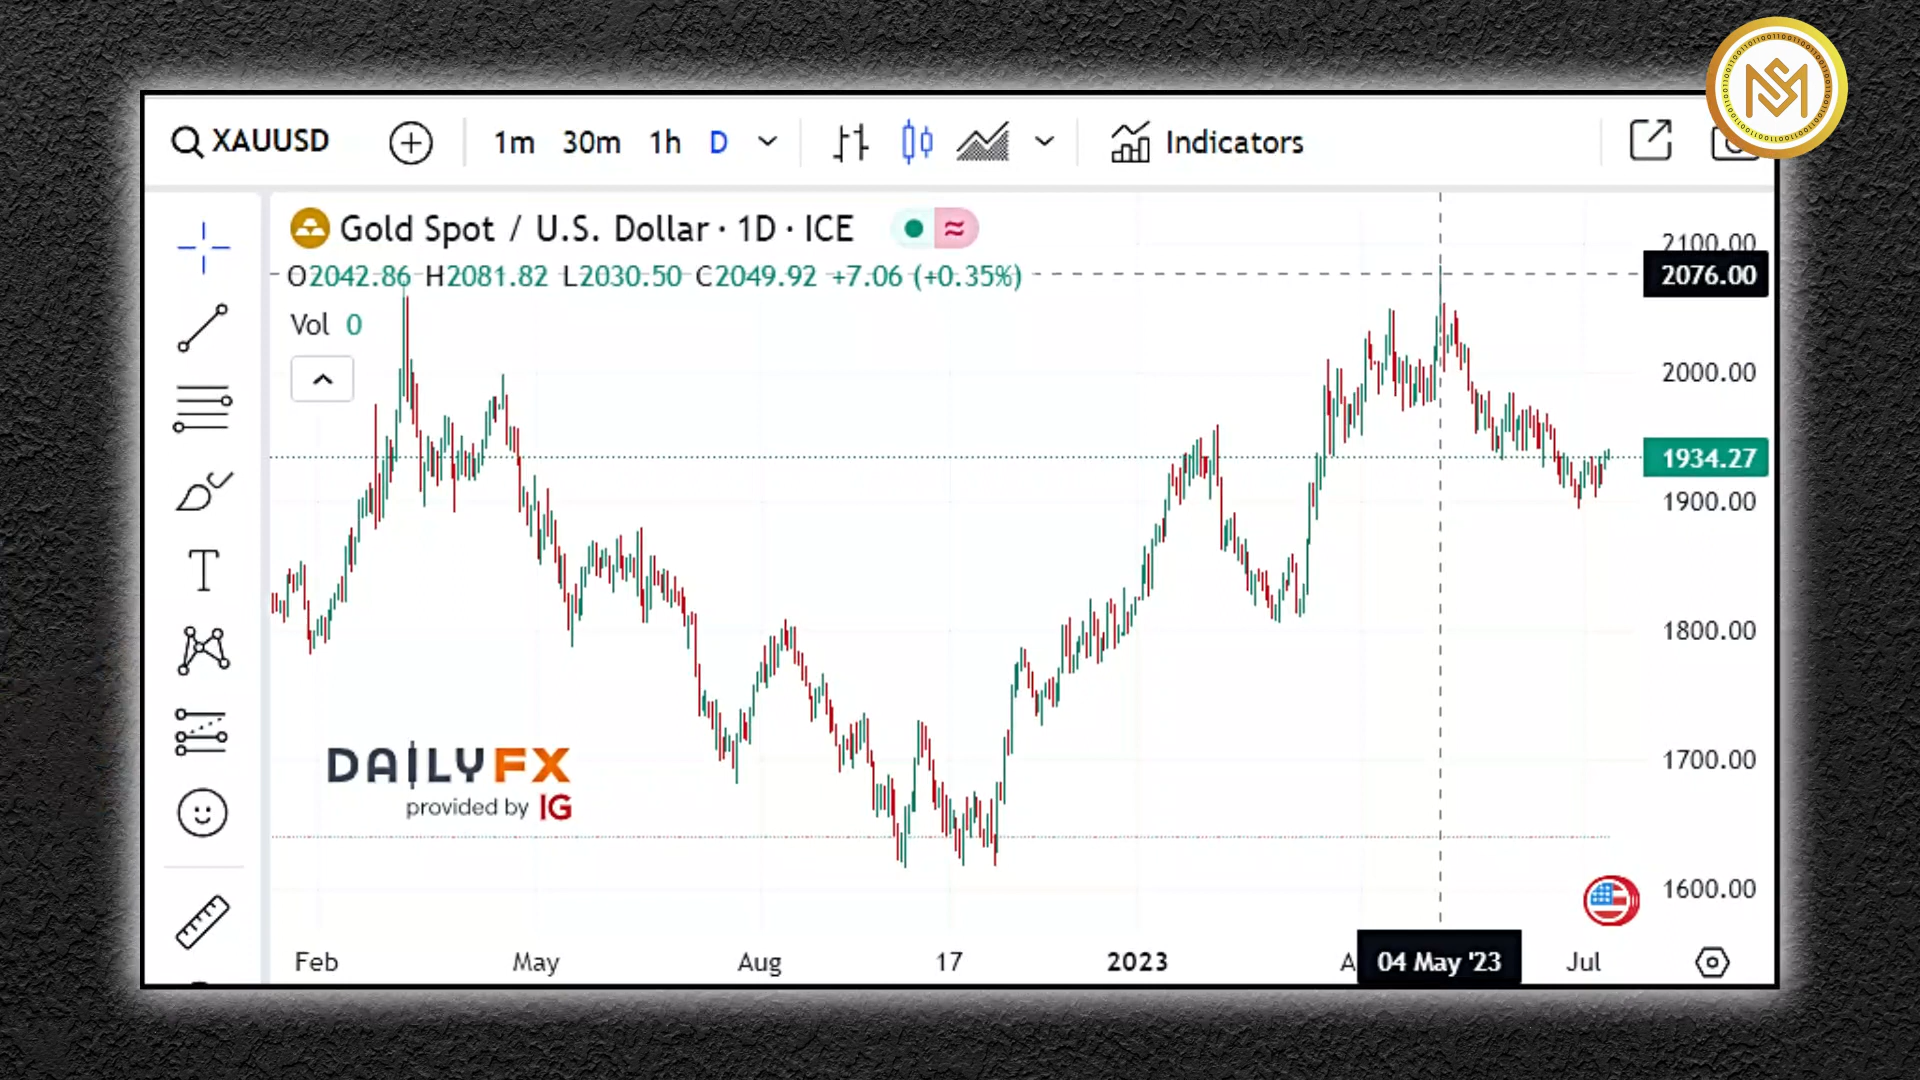 XAUUSD 1m 30m 1h D Indicators
Gold Spot / U.S. Dollar · 1D · ICE
O2042.86 H2081.82 L2030.50 C2049.92 +7.06 (+0.35%)
Vol 0
2100.00
2076.00
2000.00
1934.27
1900.00
1800.00
1700.00
1600.00
DAILYFX
provided by IG
Feb May Aug 17 2023 A 04 May '23 Jul